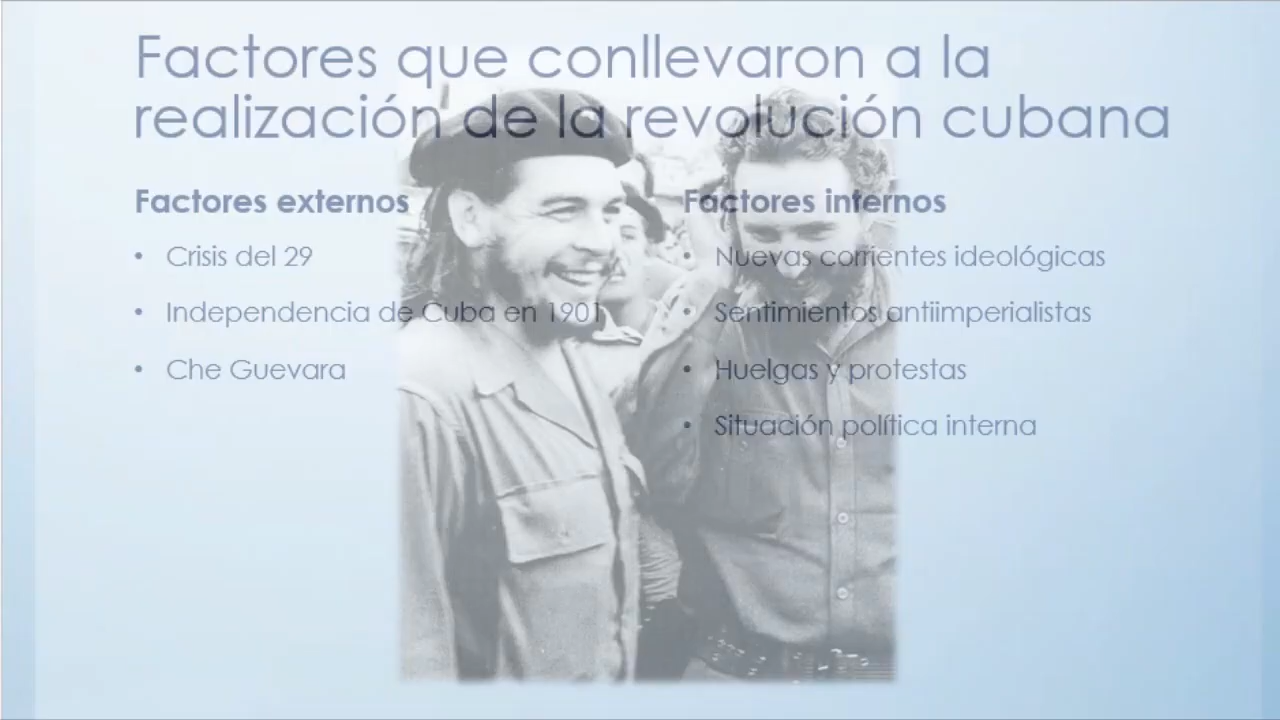 Factores que conllevaron a la
realización de la revolución cubana
Factores externos
• Crisis del 29
• Independencia de Cuba en 1901
• Che Guevara
Factores internos
• Nuevas corrientes ideológicas
• Sentimientos antiimperialistas
• Huelgas y protestas
• Situación política interna